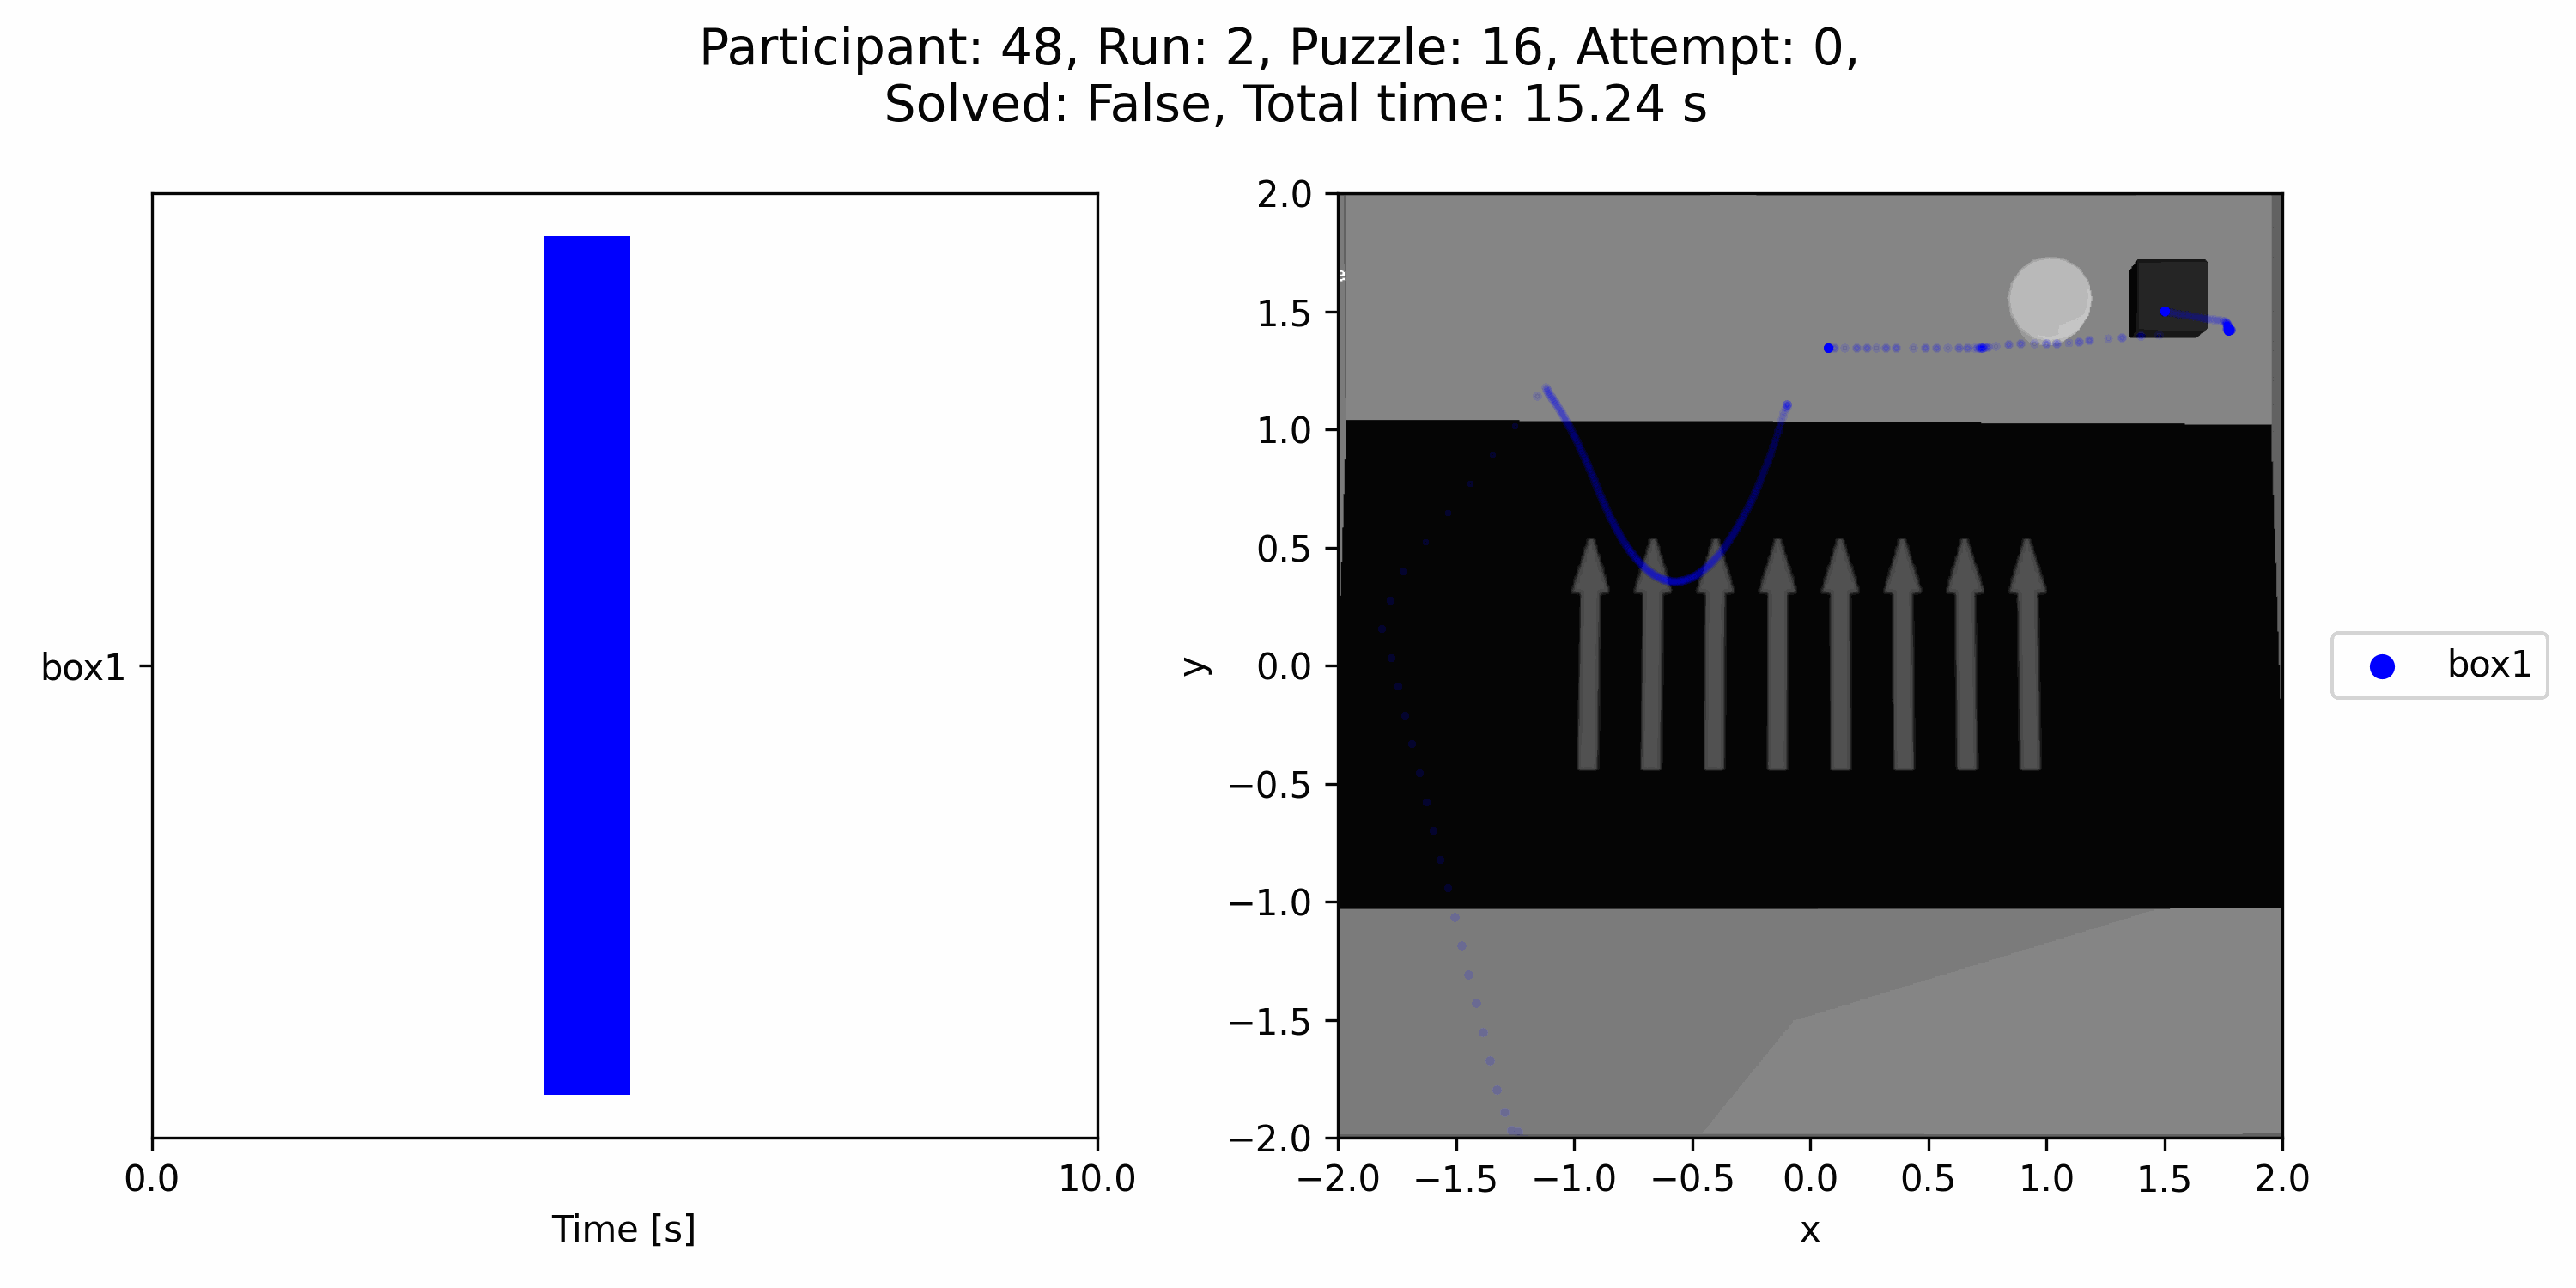 Participant: 48, Run: 2, Puzzle: 16, Attempt: 0,
Solved: False, Total time: 15.24 s
box1
0.0
10.0
Time [s]
2.0
1.5
1.0
0.5
0.0
−0.5
−1.0
−1.5
−2.0
y
−2.0
−1.5
−1.0
−0.5
0.0
0.5
1.0
1.5
2.0
x
box1